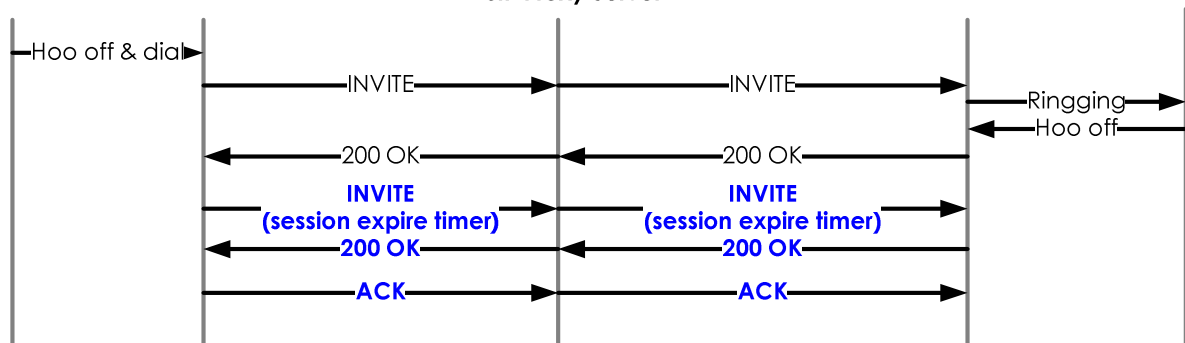 Hoo off & dial
INVITE INVITE
Ringging
Hoo off
200 OK 200 OK
INVITE INVITE
(session expire timer) (session expire timer)
200 OK 200 OK
ACK ACK